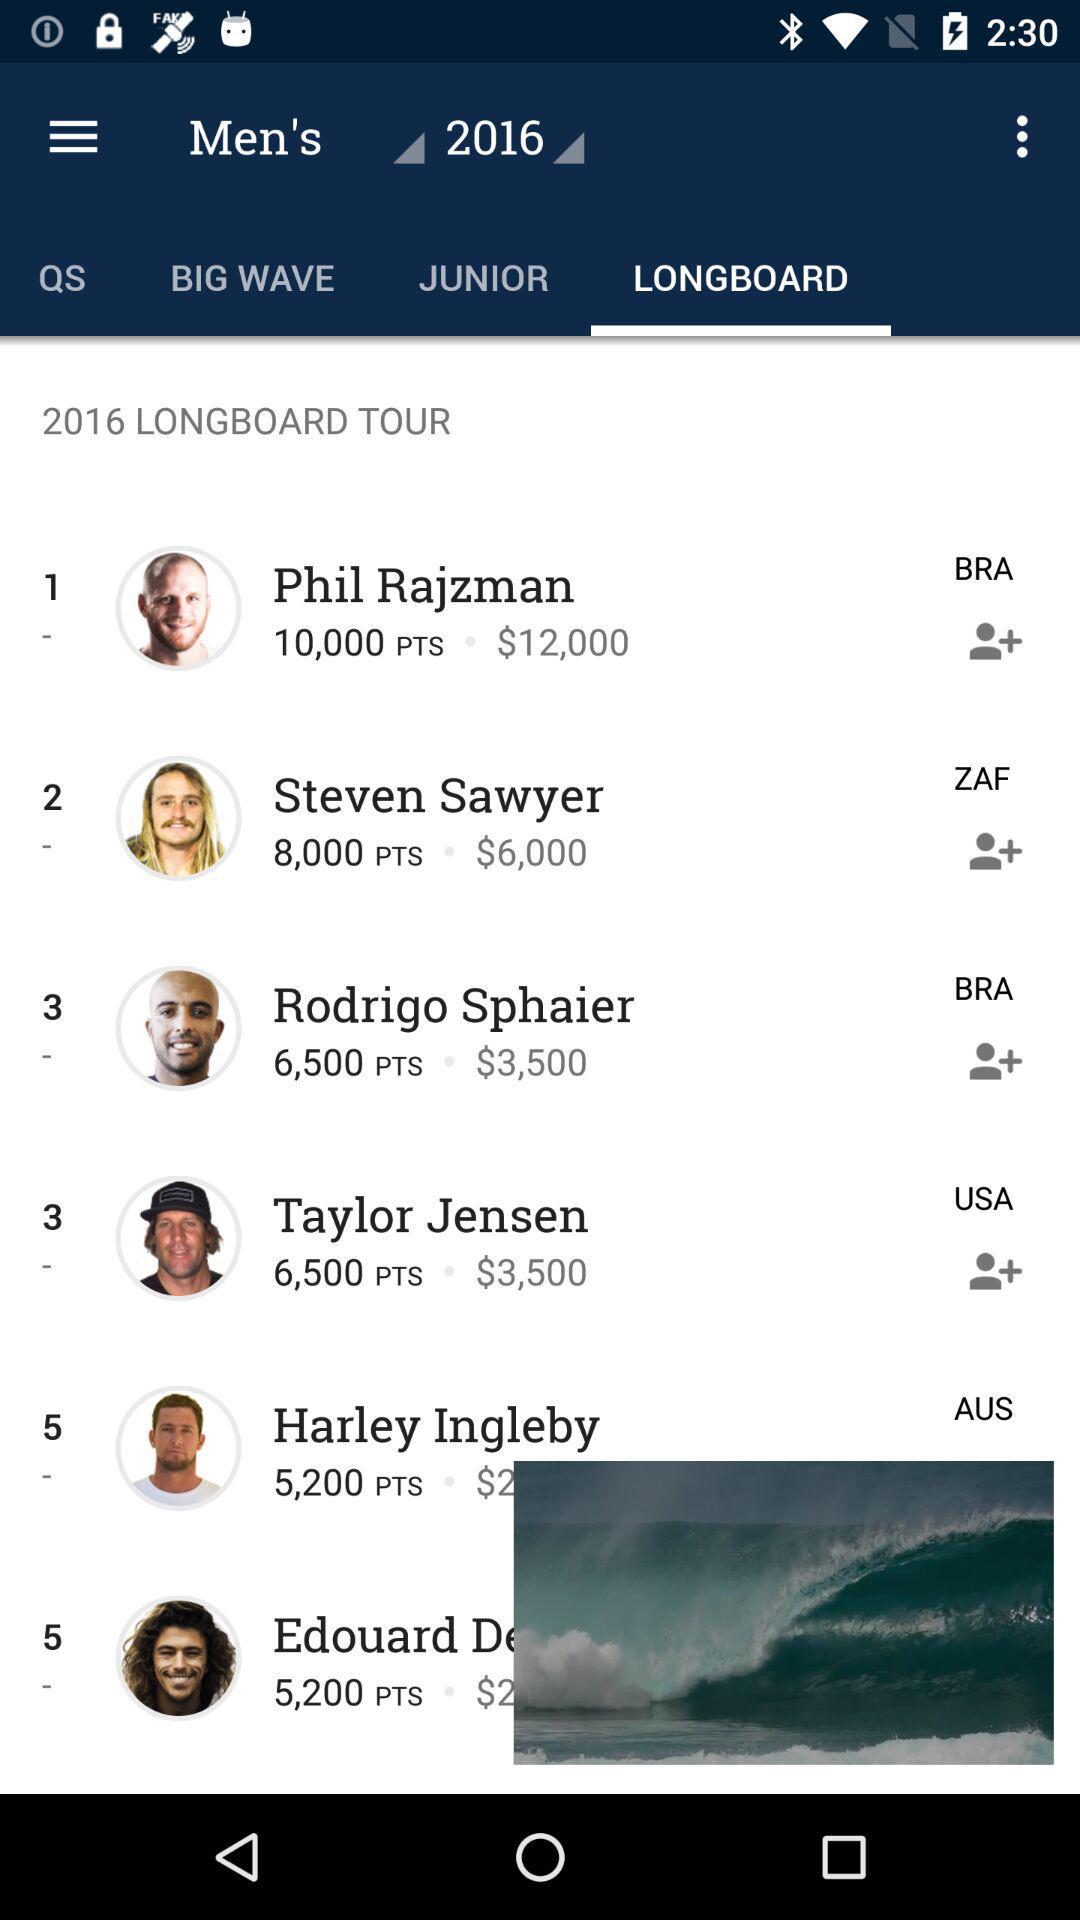 FAKE
2:30
Men's 2016
QS BIG WAVE JUNIOR LONGBOARD
2016 LONGBOARD TOUR
1 Phil Rajzman BRA
- 10,000 PTS • $12,000
2 Steven Sawyer ZAF
- 8,000 PTS • $6,000
3 Rodrigo Sphaier BRA
- 6,500 PTS • $3,500
3 Taylor Jensen USA
- 6,500 PTS • $3,500
5 Harley Ingleby AUS
- 5,200 PTS • $2
5 Edouard De
- 5,200 PTS • $2